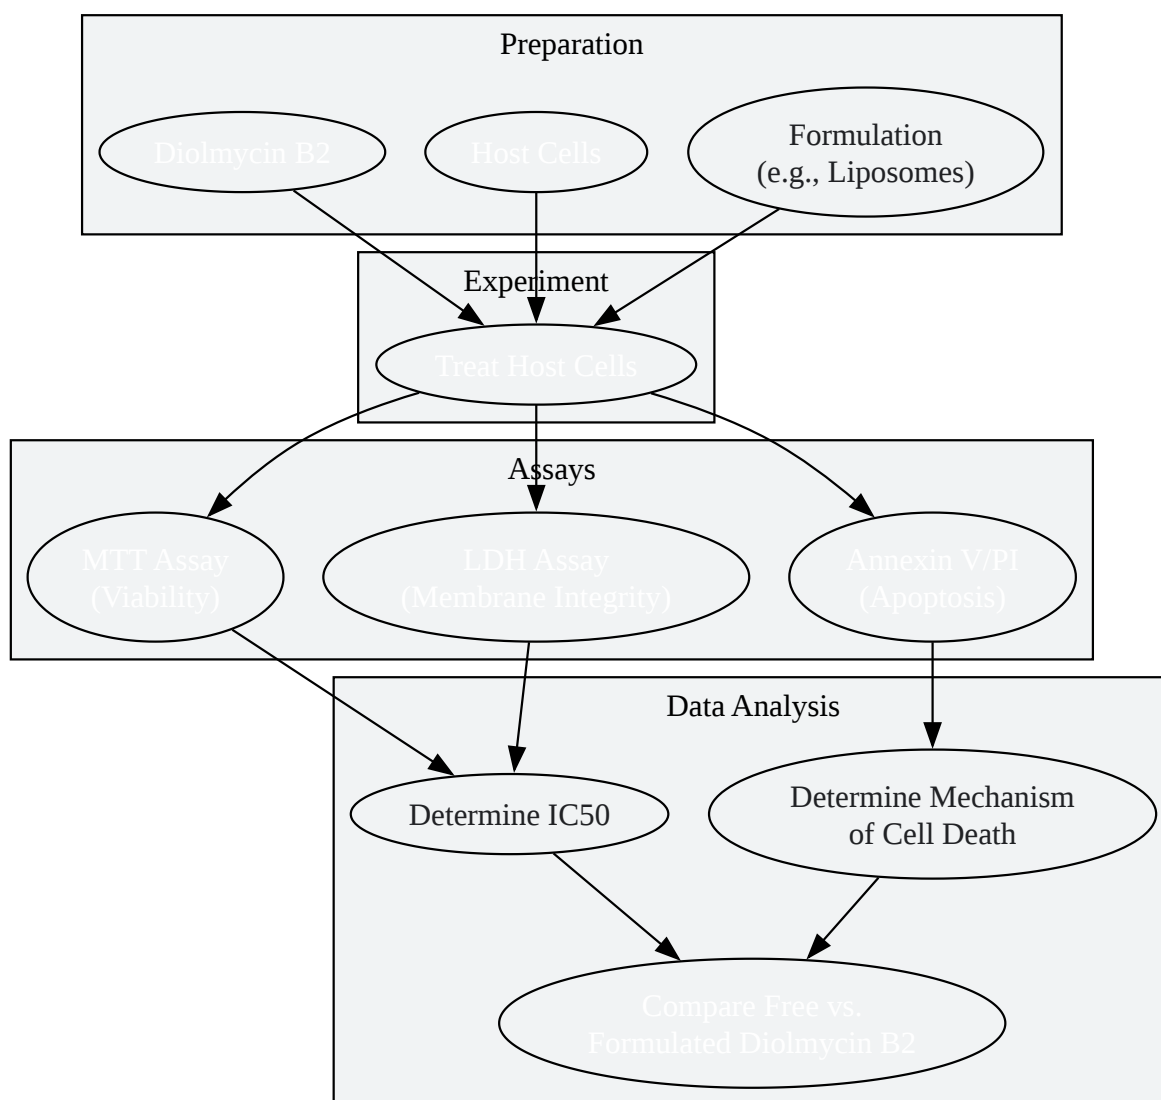 Preparation
Diolmycin B2
Host Cells
Formulation
(e.g., Liposomes)
Experiment
Treat Host Cells
Assays
MTT Assay
(Viability)
LDH Assay
(Membrane Integrity)
Annexin V/PI
(Apoptosis)
Data Analysis
Determine IC50
Determine Mechanism
of Cell Death
Compare Free vs.
Formulated Diolmycin B2